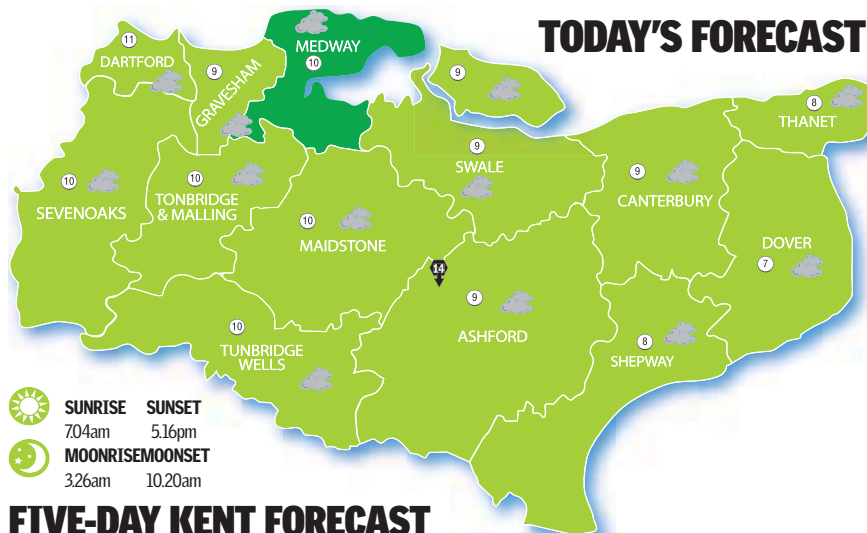 TODAY'S FORECAST
11
DARTFORD
9
GRAVESHAM
MEDWAY
10
9
8
THANET
10
SEVENOAKS
10
TONBRIDGE
& MALLING
9
SWALE
9
CANTERBURY
10
MAIDSTONE
DOVER
7
14
9
ASHFORD
8
SHEPWAY
10
TUNBRIDGE
WELLS
SUNRISE SUNSET
7.04am 5.16pm
MOONRISEMOONSET
3.26am 10.20am
FIVE-DAY KENT FORECAST